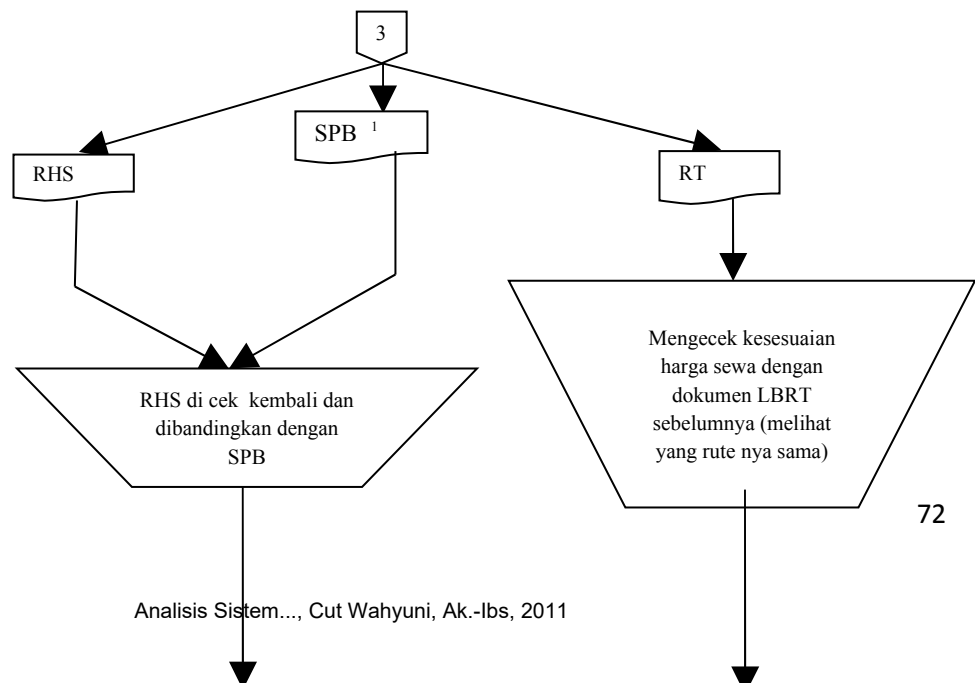 3
SPB 1
RHS
RT
Mengecek kesesuaian
harga sewa dengan
dokumen LBRT
sebelumnya (melihat
yang rute nya sama)
RHS di cek kembali dan
dibandingkan dengan
SPB
72
Analisis Sistem..., Cut Wahyuni, Ak.-Ibs, 2011